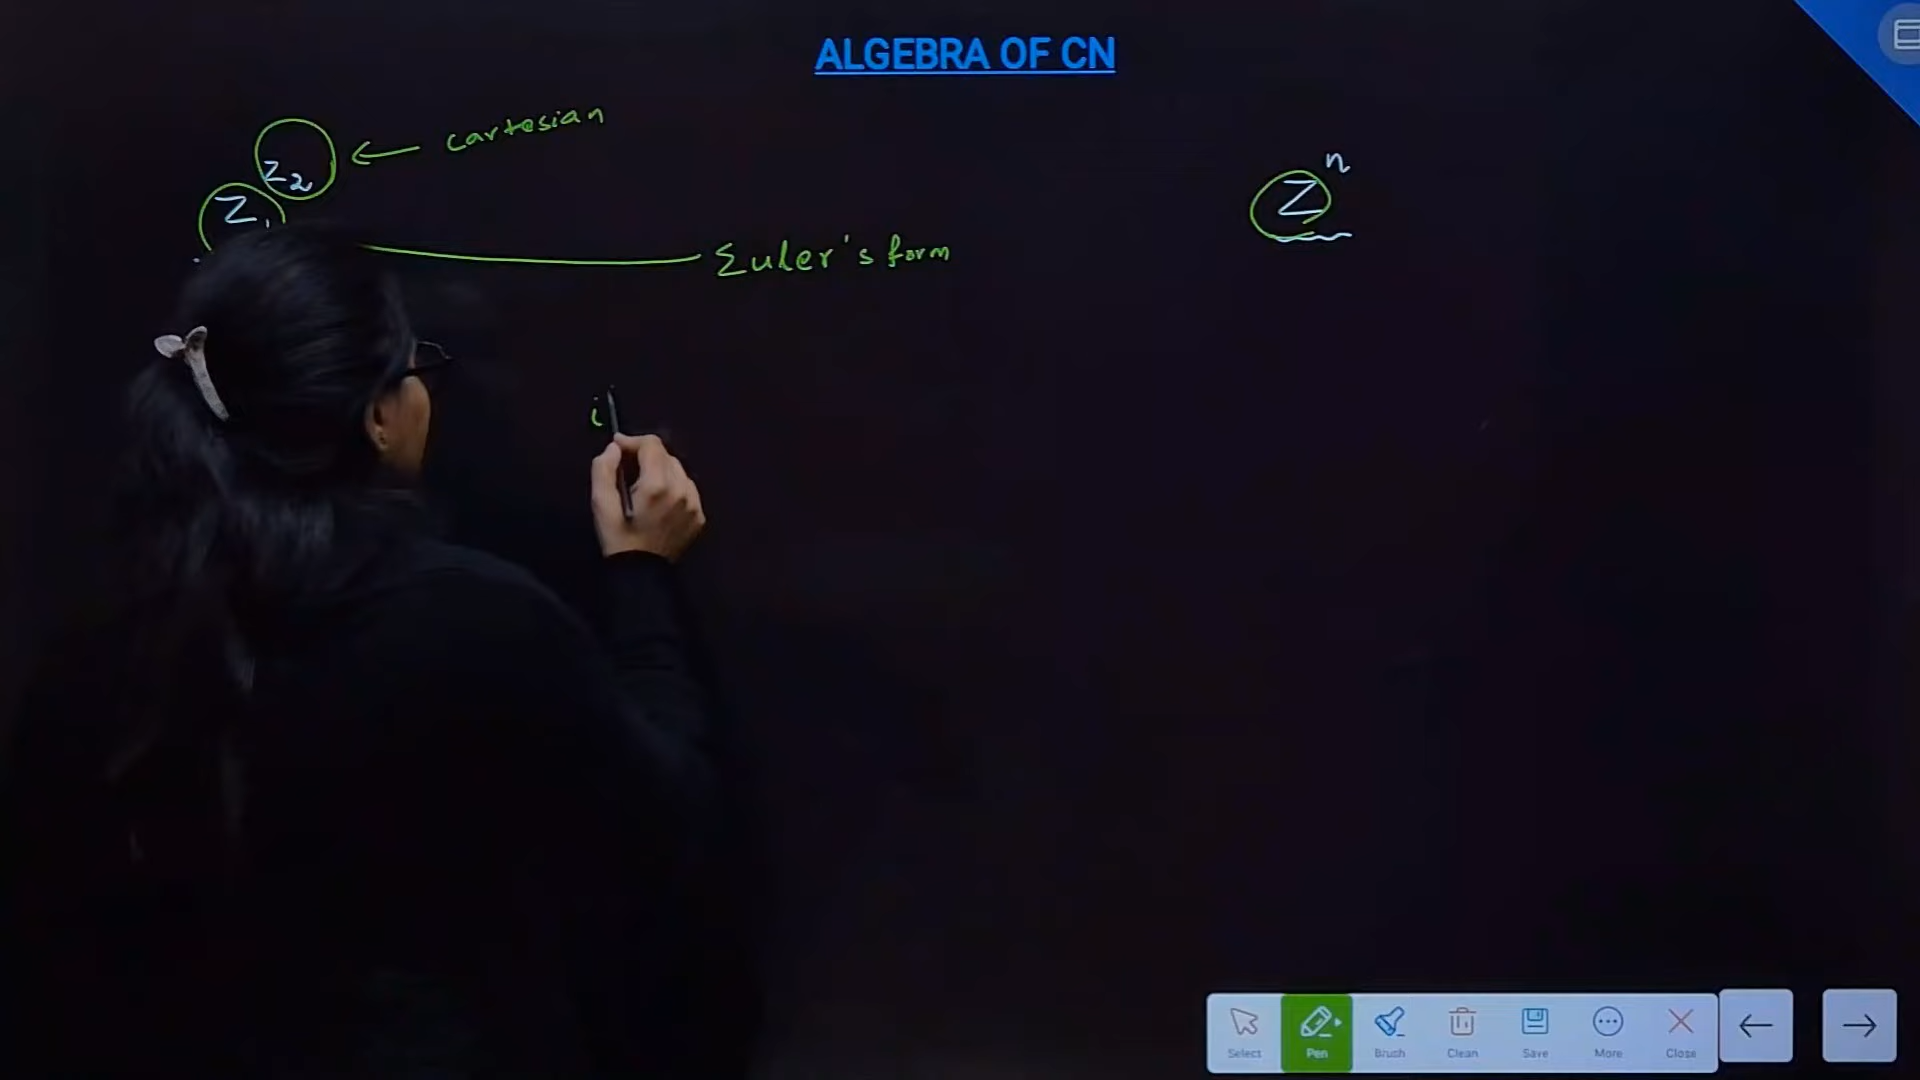 ALGEBRA OF CN
Z₂ ← cartesian
Z₁ Euler's form
Zⁿ
i
Select Pen Brush Clean Save More Close